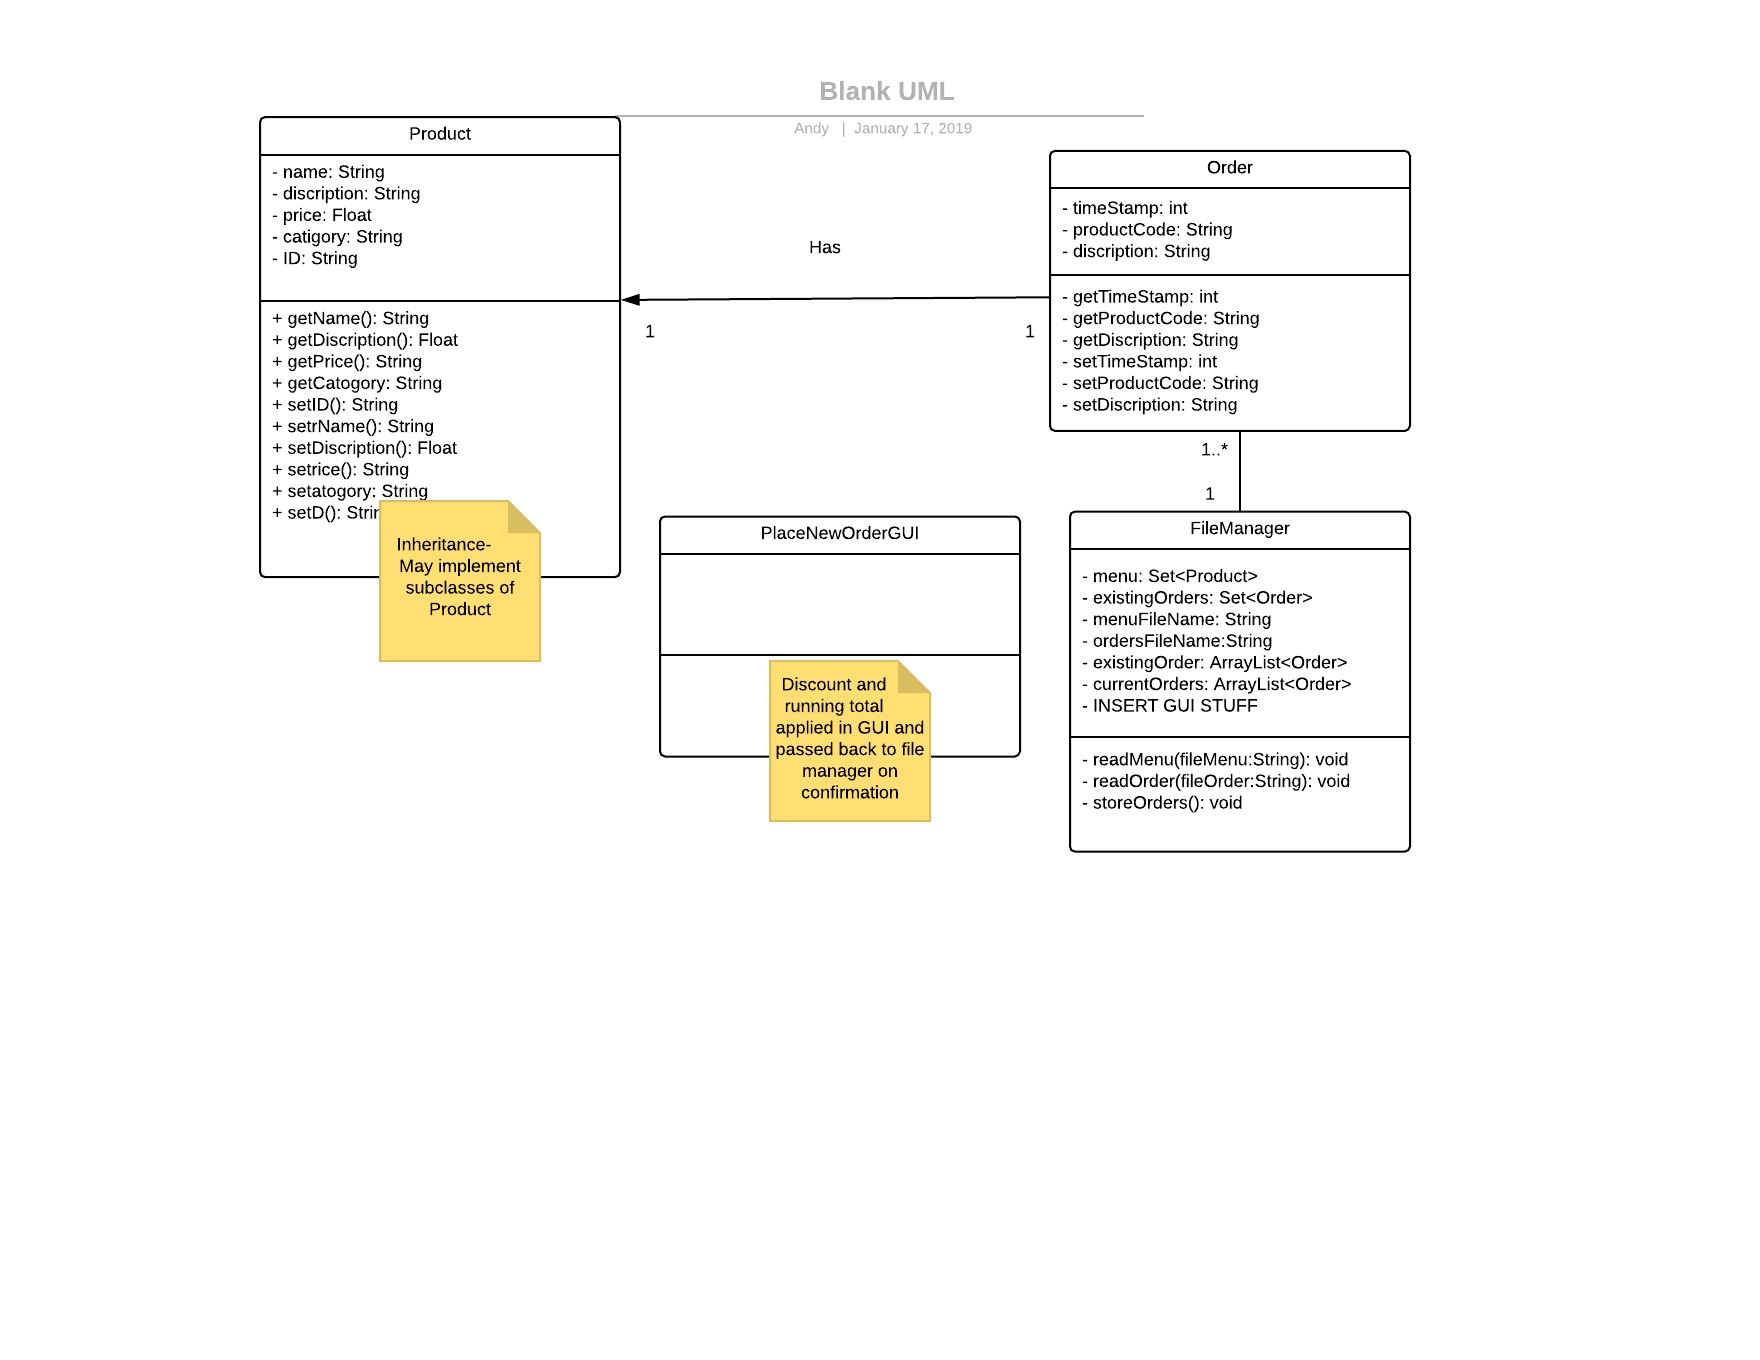 Blank UML
Andy | January 17, 2019
Product
- name: String
- discription: String
- price: Float
- catigory: String
- ID: String
+ getName(): String
+ getDiscription(): Float
+ getPrice(): String
+ getCatogory: String
+ setID(): String
+ setrName(): String
+ setDiscription(): Float
+ setrice(): String
+ setatogory: String
+ setD():
Inheritance-
May implement
subclasses of
Product
Has
1
1
Order
- timeStamp: int
- productCode: String
- discription: String
- getTimeStamp: int
- getProductCode: String
- getDiscription: String
- setTimeStamp: int
- setProductCode: String
- setDiscription: String
1..*
1
PlaceNewOrderGUI
Discount and
running total
applied in GUI and
passed back to file
manager on
confirmation
FileManager
- menu: Set<Product>
- existingOrders: Set<Order>
- menuFileName: String
- ordersFileName:String
- existingOrder: ArrayList<Order>
- currentOrders: ArrayList<Order>
- INSERT GUI STUFF
- readMenu(fileMenu:String): void
- readOrder(fileOrder:String): void
- storeOrders(): void